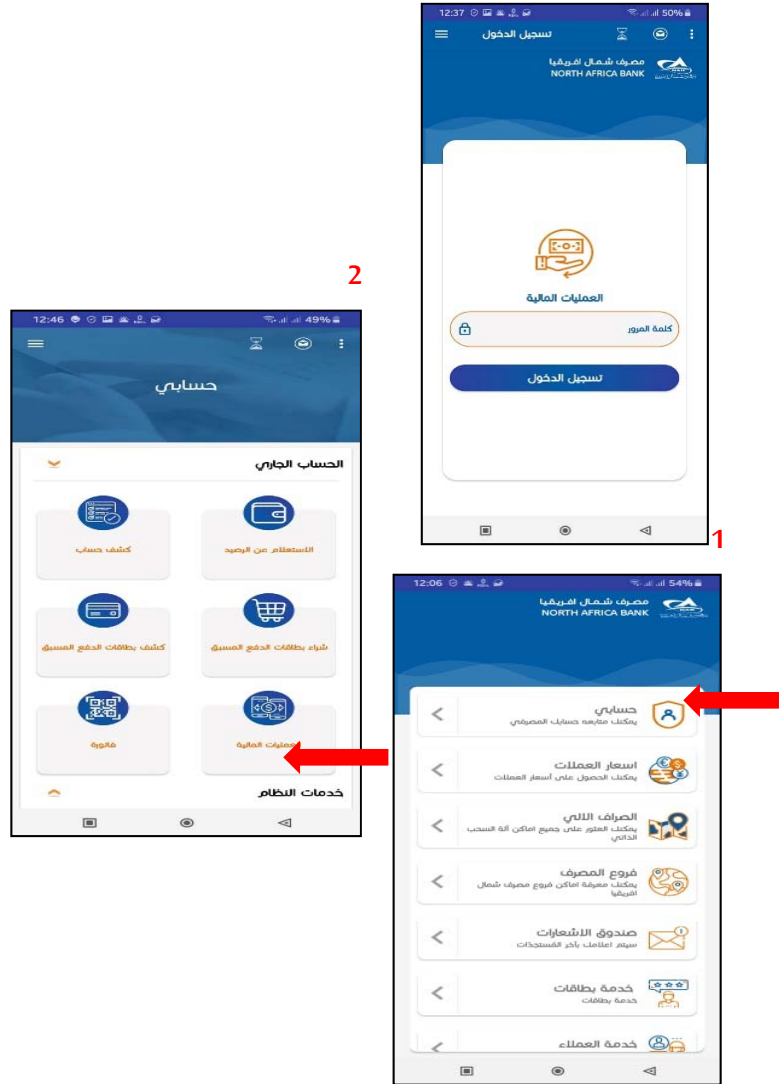 12:37
50%
تسجيل الدخول
مصرف شمال افريقيا
NORTH AFRICA BANK
العمليات المالية
كلمة المرور
تسجيل الدخول
1
12:06
54%
مصرف شمال افريقيا
NORTH AFRICA BANK
حسابي
يمكنك متابعه حسابك المصرفي
اسعار العملات
يمكنك الحصول على أسعار العملات
الصراف الالي
يمكنك العثور على جميع اماكن آلة السحب
الذاتي
فروع المصرف
يمكنك معرفة اماكن فروع مصرف شمال
افريقيا
صندوق الاشعارات
سيتم اعلامك بآخر المستجدات
خدمة بطاقات
خدمة بطاقات
خدمة العملاء
2
12:46
49%
حسابي
الحساب الجاري
الاستعلام عن الرصيد
كشف حساب
شراء بطاقات الدفع المسبق
كشف بطاقات الدفع المسبق
العمليات المالية
فاتورة
خدمات النظام